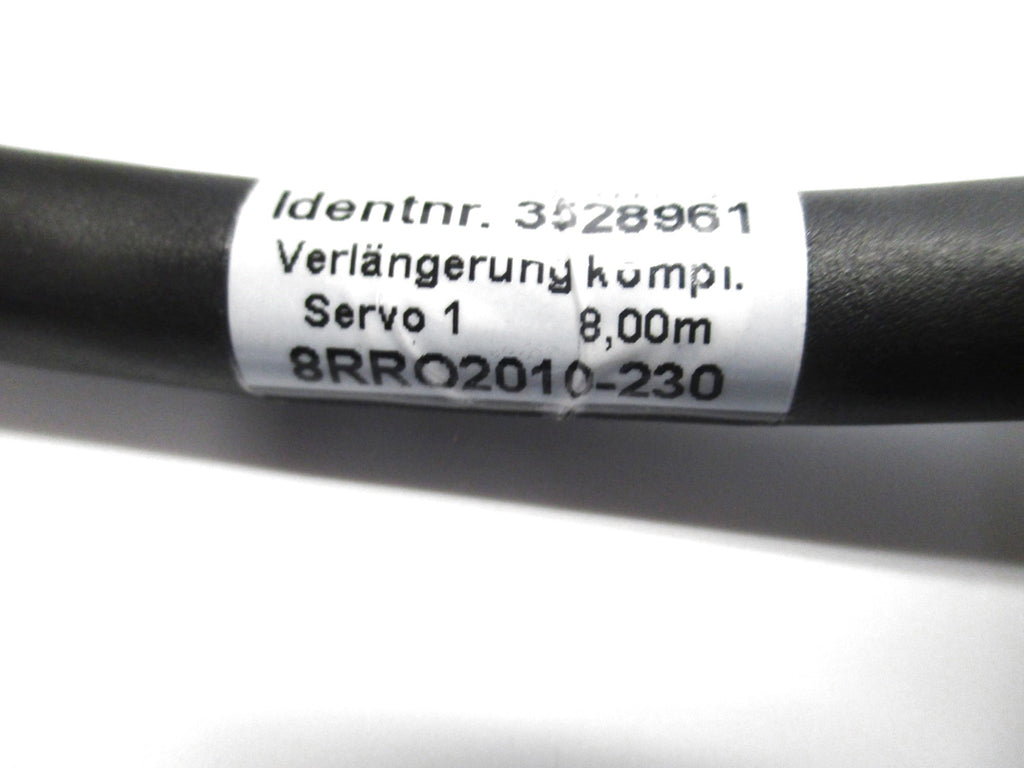 Identnr. 3528961
Verlängerung kompl.
Servo 1 8,00m
8RRO2010-230